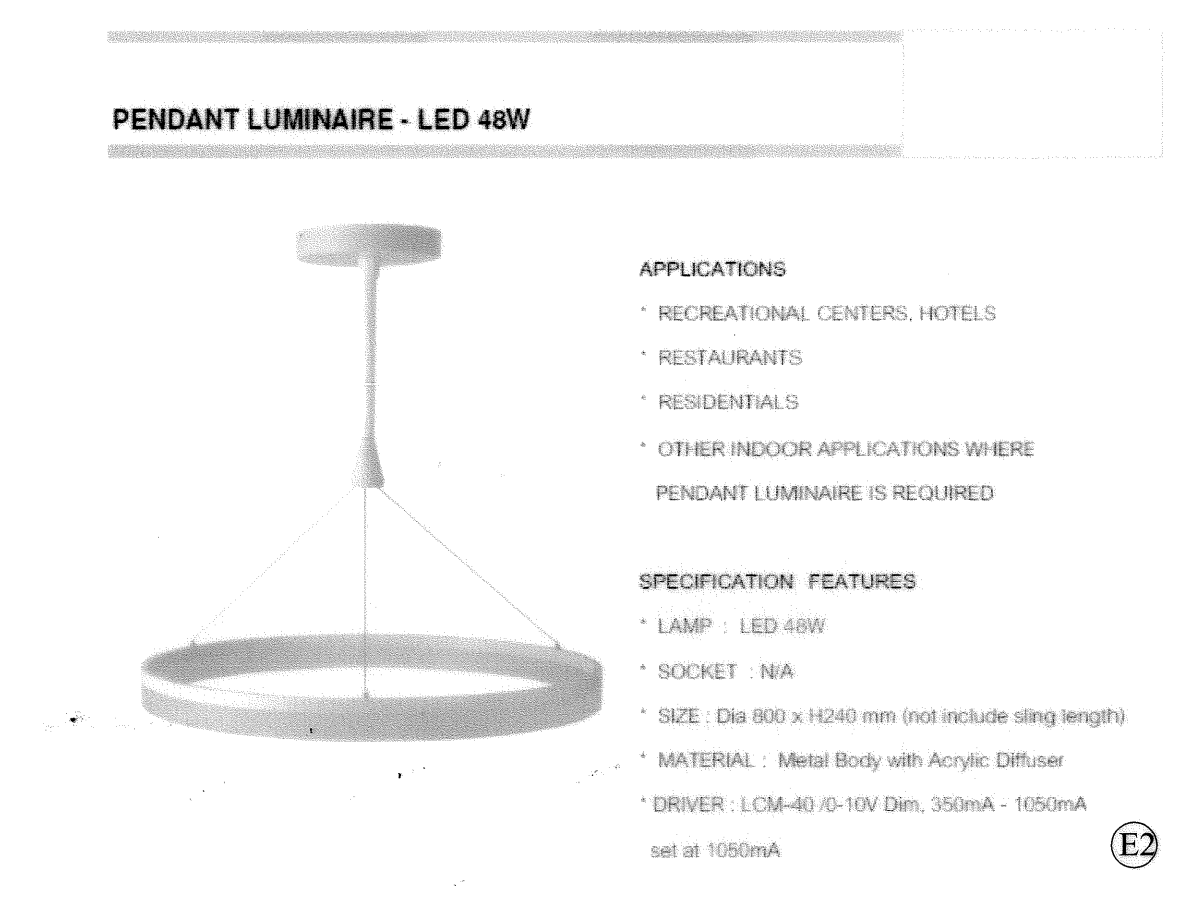 PENDANT LUMINAIRE - LED 48W
APPLICATIONS
* RECREATIONAL CENTERS, HOTELS
* RESTAURANTS
* RESIDENTIALS
* OTHER INDOOR APPLICATIONS WHERE
PENDANT LUMINAIRE IS REQUIRED
SPECIFICATION FEATURES
* LAMP : LED 48W
* SOCKET : N/A
* SIZE : Dia 800 x H240 mm (not include sling length)
* MATERIAL : Metal Body with Acrylic Diffuser
* DRIVER : LCM-40 /0-10V Dim, 350mA - 1050mA
set at 1050mA
E2